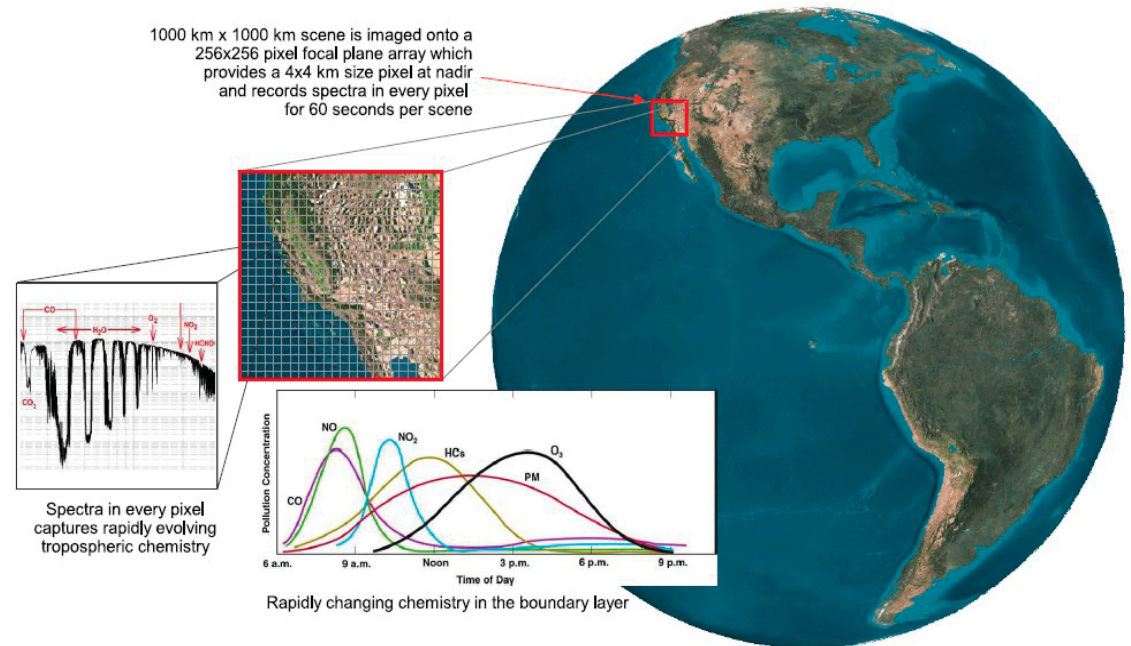 1000 km x 1000 km scene is imaged onto a
256x256 pixel focal plane array which
provides a 4x4 km size pixel at nadir
and records spectra in every pixel
for 60 seconds per scene
CO
H₂O
O₂
NO₂
HCHO
CO₂
Spectra in every pixel
captures rapidly evolving
tropospheric chemistry
Pollution Concentration
NO
NO₂
HCs
O₃
PM
CO
6 a.m.
9 a.m.
Noon
3 p.m.
6 p.m.
9 p.m.
Time of Day
Rapidly changing chemistry in the boundary layer